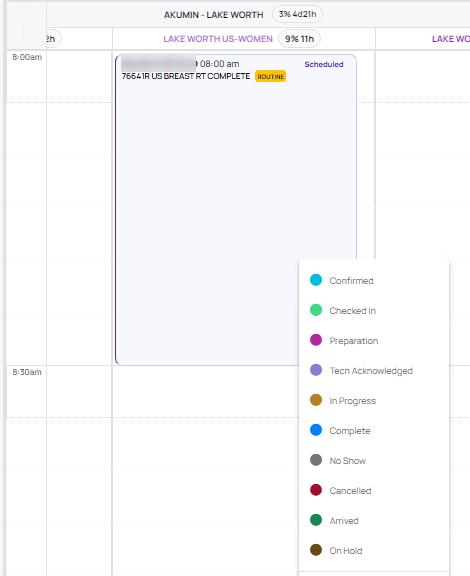 AKUMIN - LAKE WORTH 3% 4d21h
2h LAKE WORTH US-WOMEN 9% 11h LAKE WO
8:00am
08:00 am Scheduled
76641R US BREAST RT COMPLETE ROUTINE
Confirmed
Checked In
Preparation
8:30am Tech Acknowledged
In Progress
Complete
No Show
Cancelled
Arrived
On Hold